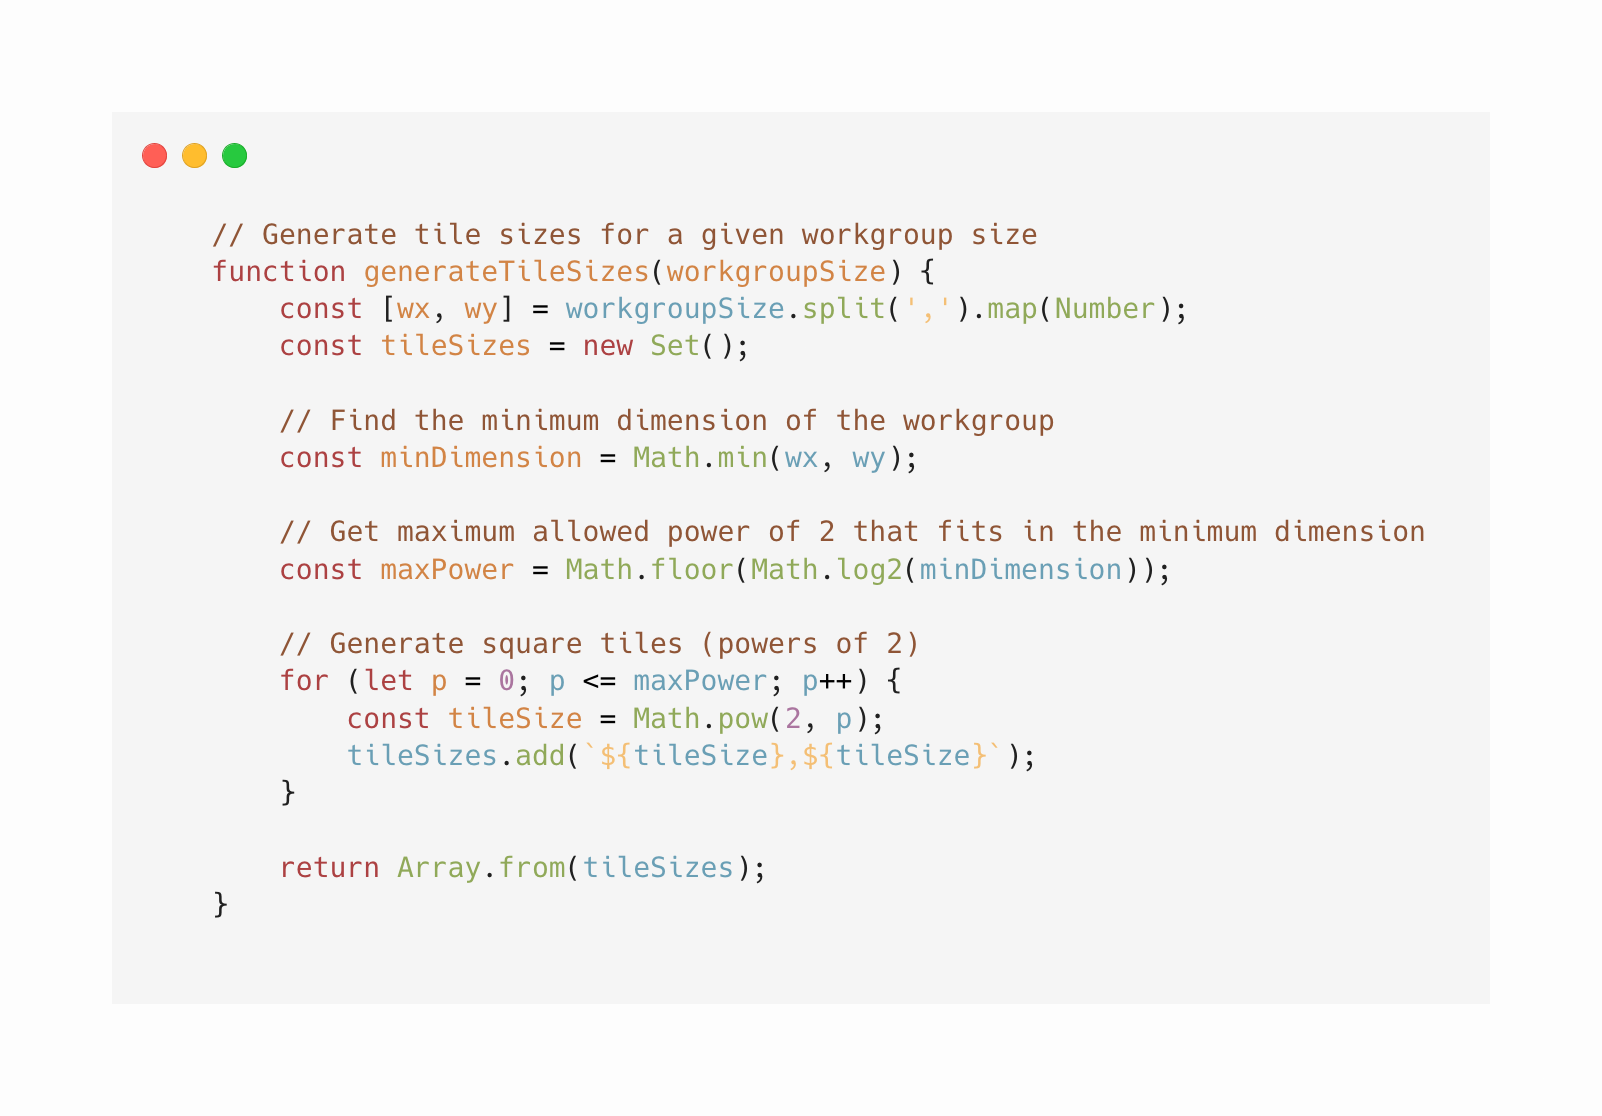 // Generate tile sizes for a given workgroup size
function generateTileSizes(workgroupSize) {
    const [wx, wy] = workgroupSize.split(',').map(Number);
    const tileSizes = new Set();

    // Find the minimum dimension of the workgroup
    const minDimension = Math.min(wx, wy);

    // Get maximum allowed power of 2 that fits in the minimum dimension
    const maxPower = Math.floor(Math.log2(minDimension));

    // Generate square tiles (powers of 2)
    for (let p = 0; p <= maxPower; p++) {
        const tileSize = Math.pow(2, p);
        tileSizes.add(`${tileSize},${tileSize}`);
    }

    return Array.from(tileSizes);
}